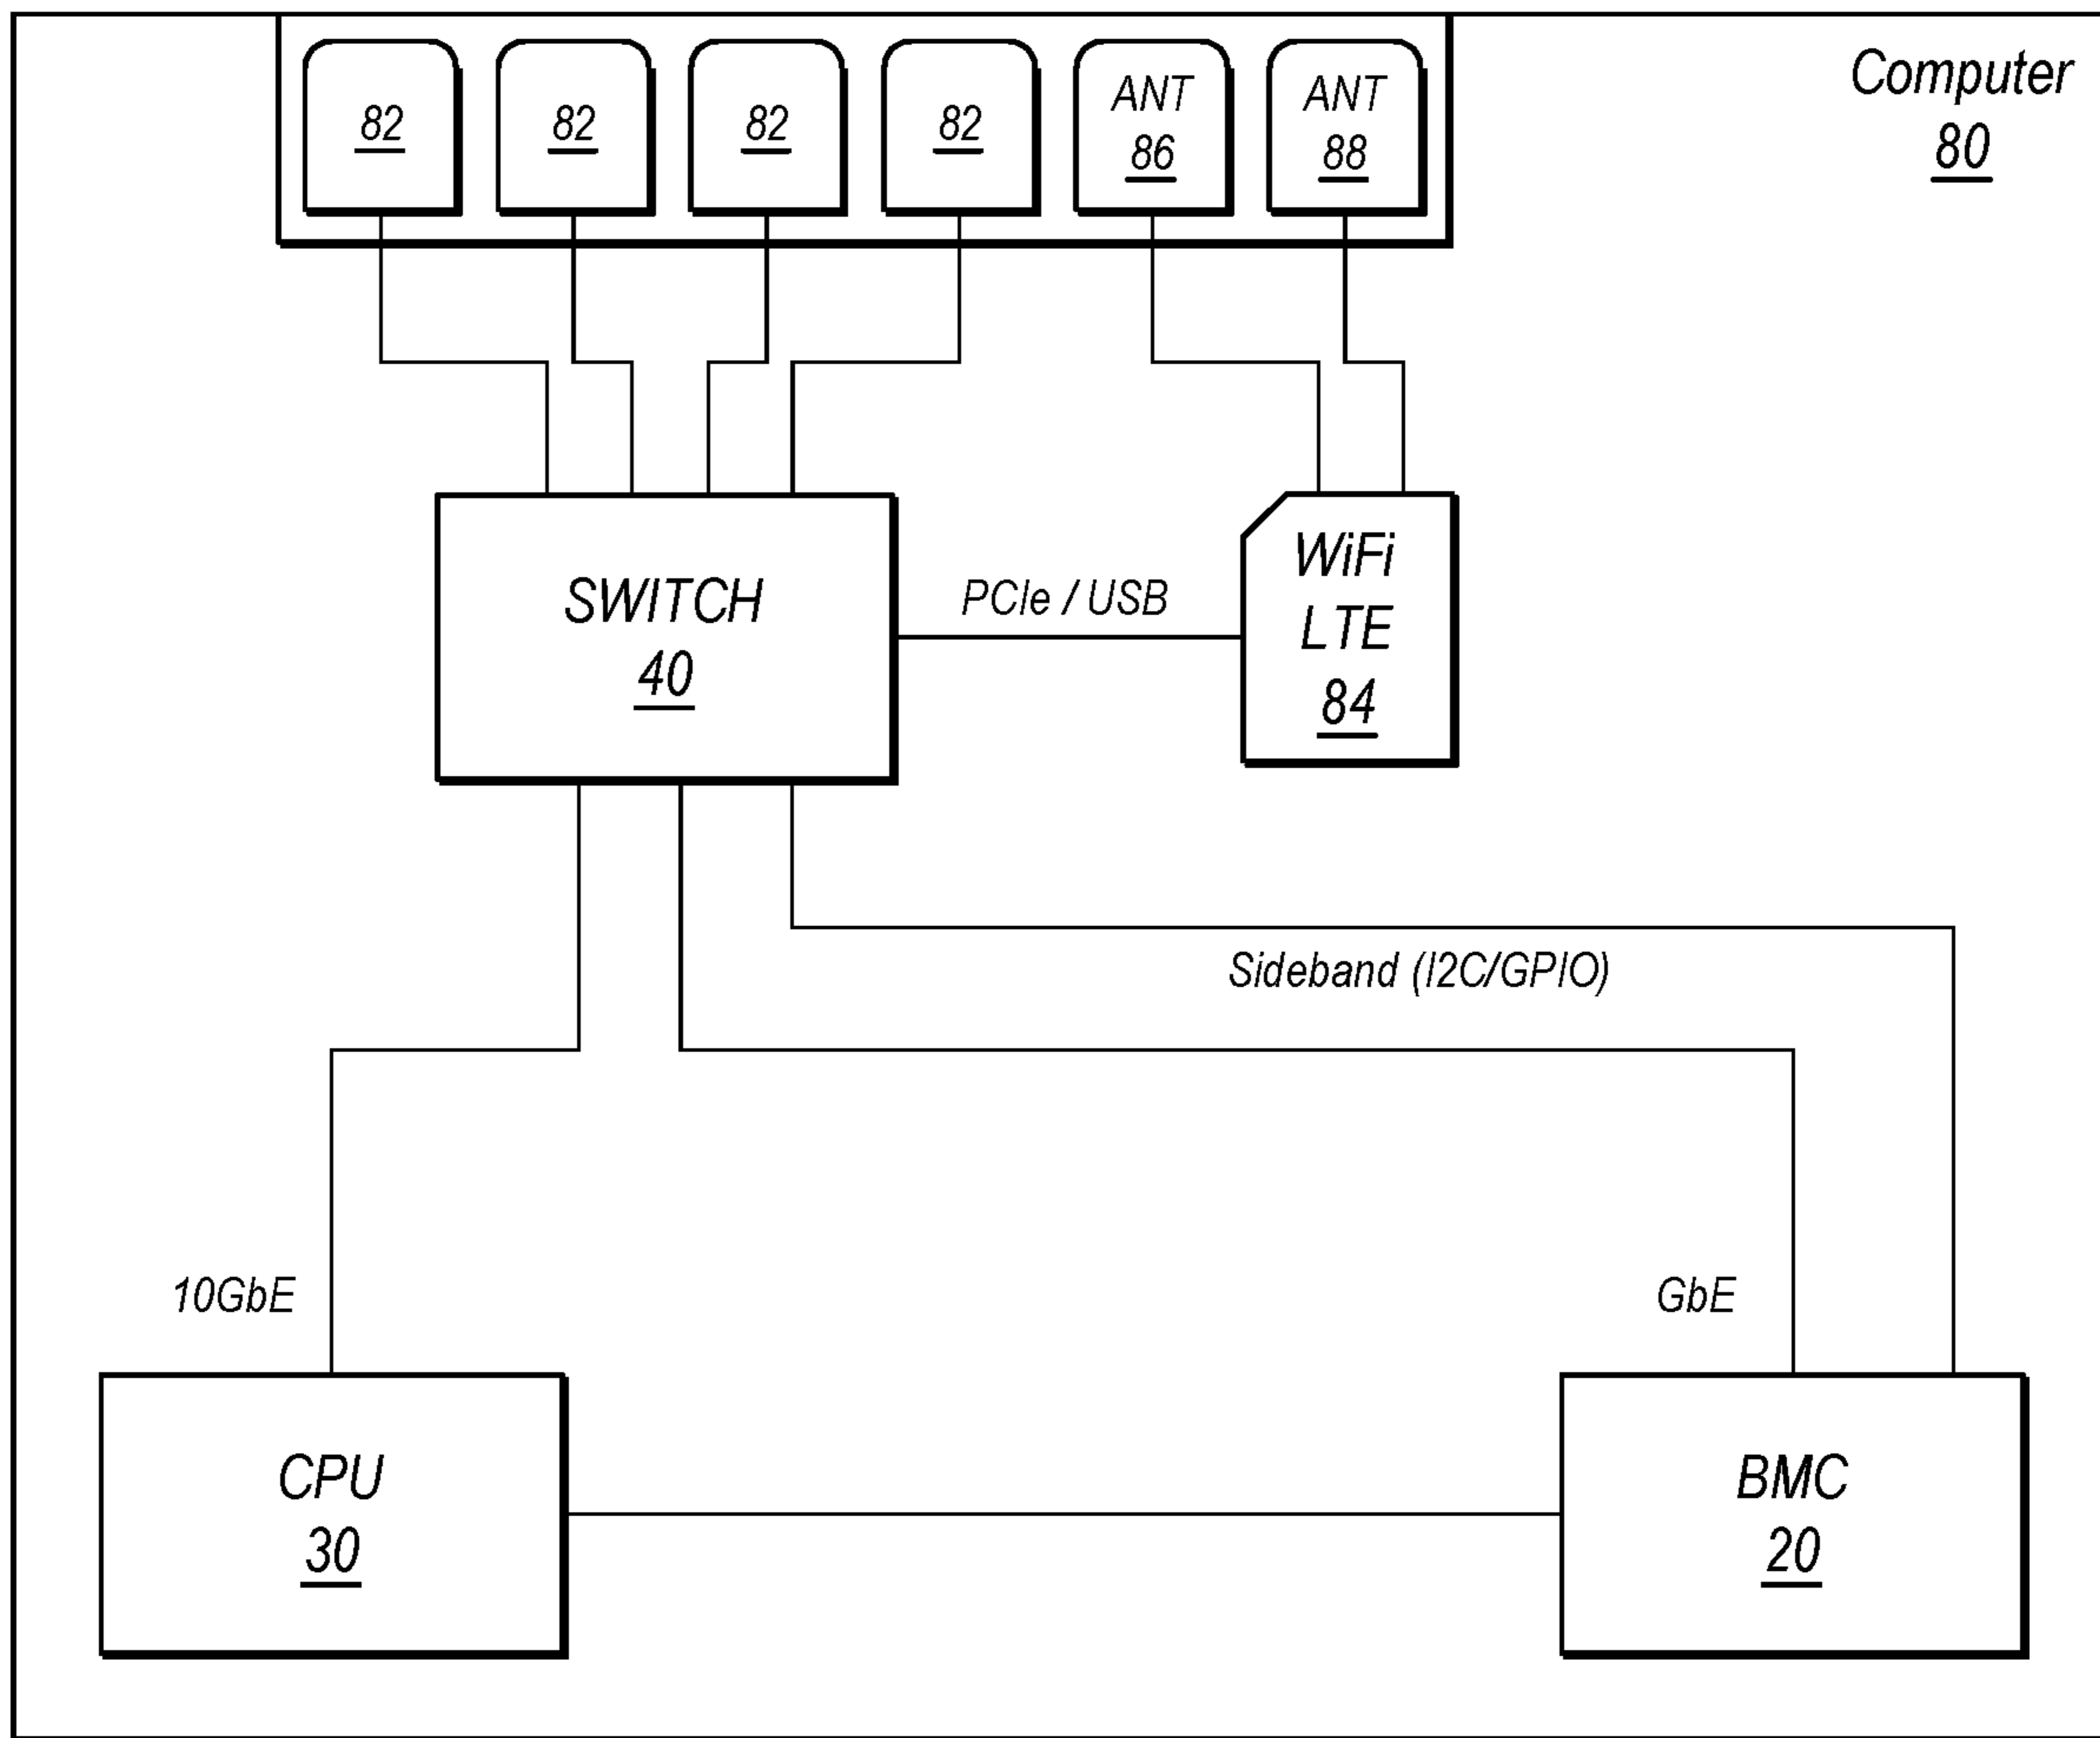 Computer
80
82
82
82
82
ANT
86
ANT
88
SWITCH
40
PCIe / USB
WiFi
LTE
84
Sideband (I2C/GPIO)
10GbE
GbE
CPU
30
BMC
20